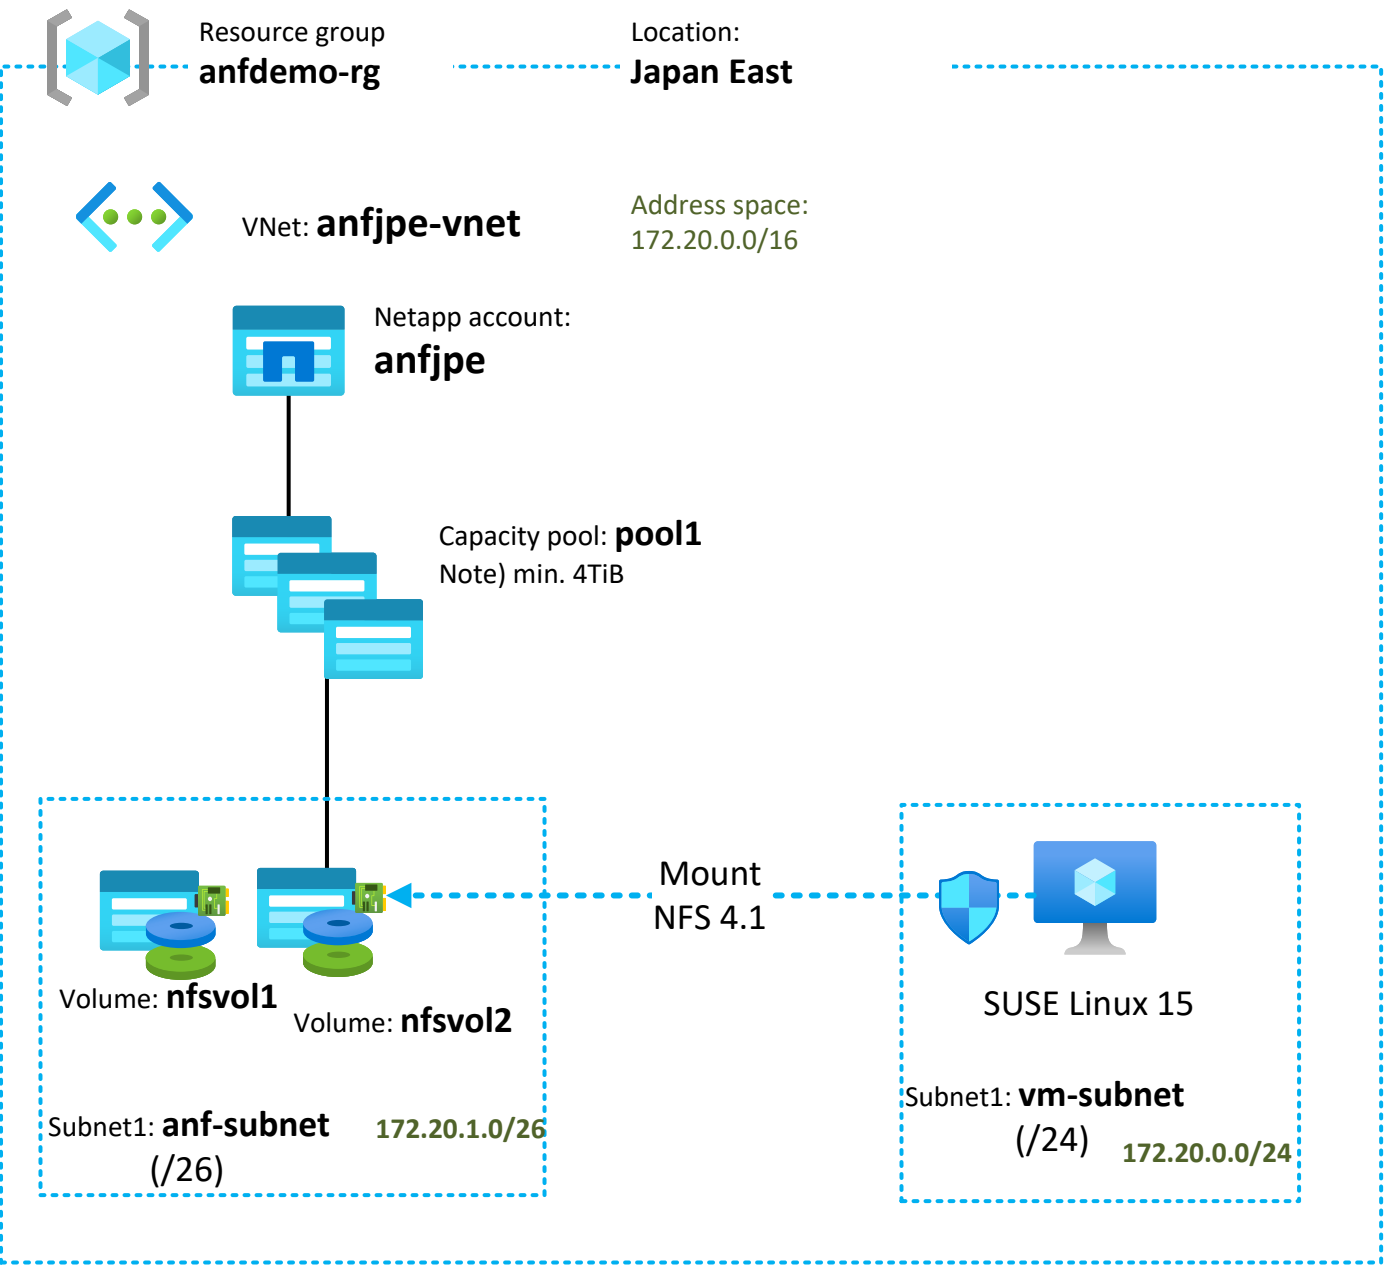 Resource group
anfdemo-rg
Location:
Japan East
VNet: anfjpe-vnet
Address space:
172.20.0.0/16
Netapp account:
anfjpe
Capacity pool: pool1
Note) min. 4TiB
Mount
NFS 4.1
Volume: nfsvol1
Volume: nfsvol2
SUSE Linux 15
Subnet1: anf-subnet
172.20.1.0/26
(/26)
Subnet1: vm-subnet
(/24)
172.20.0.0/24